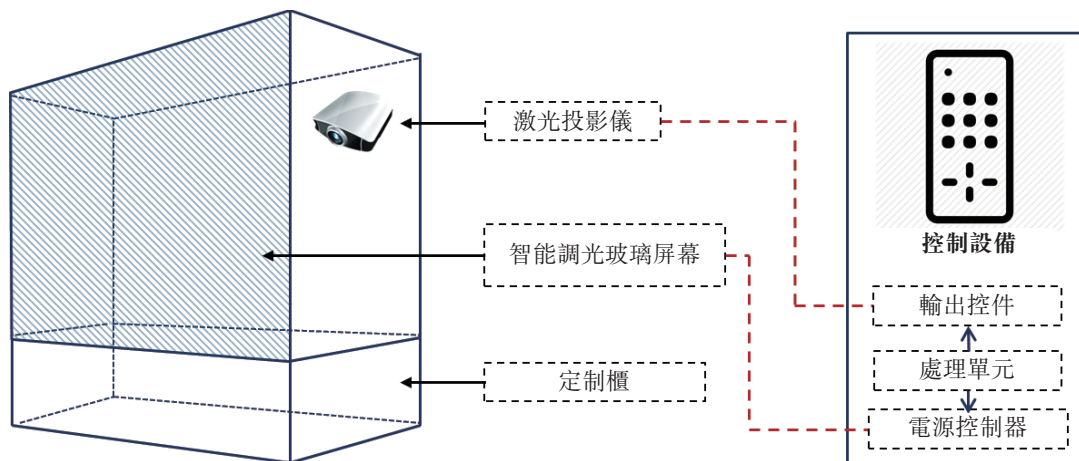 激光投影儀
智能調光玻璃屏幕
定制櫃
控制設備
輸出控件
處理單元
電源控制器